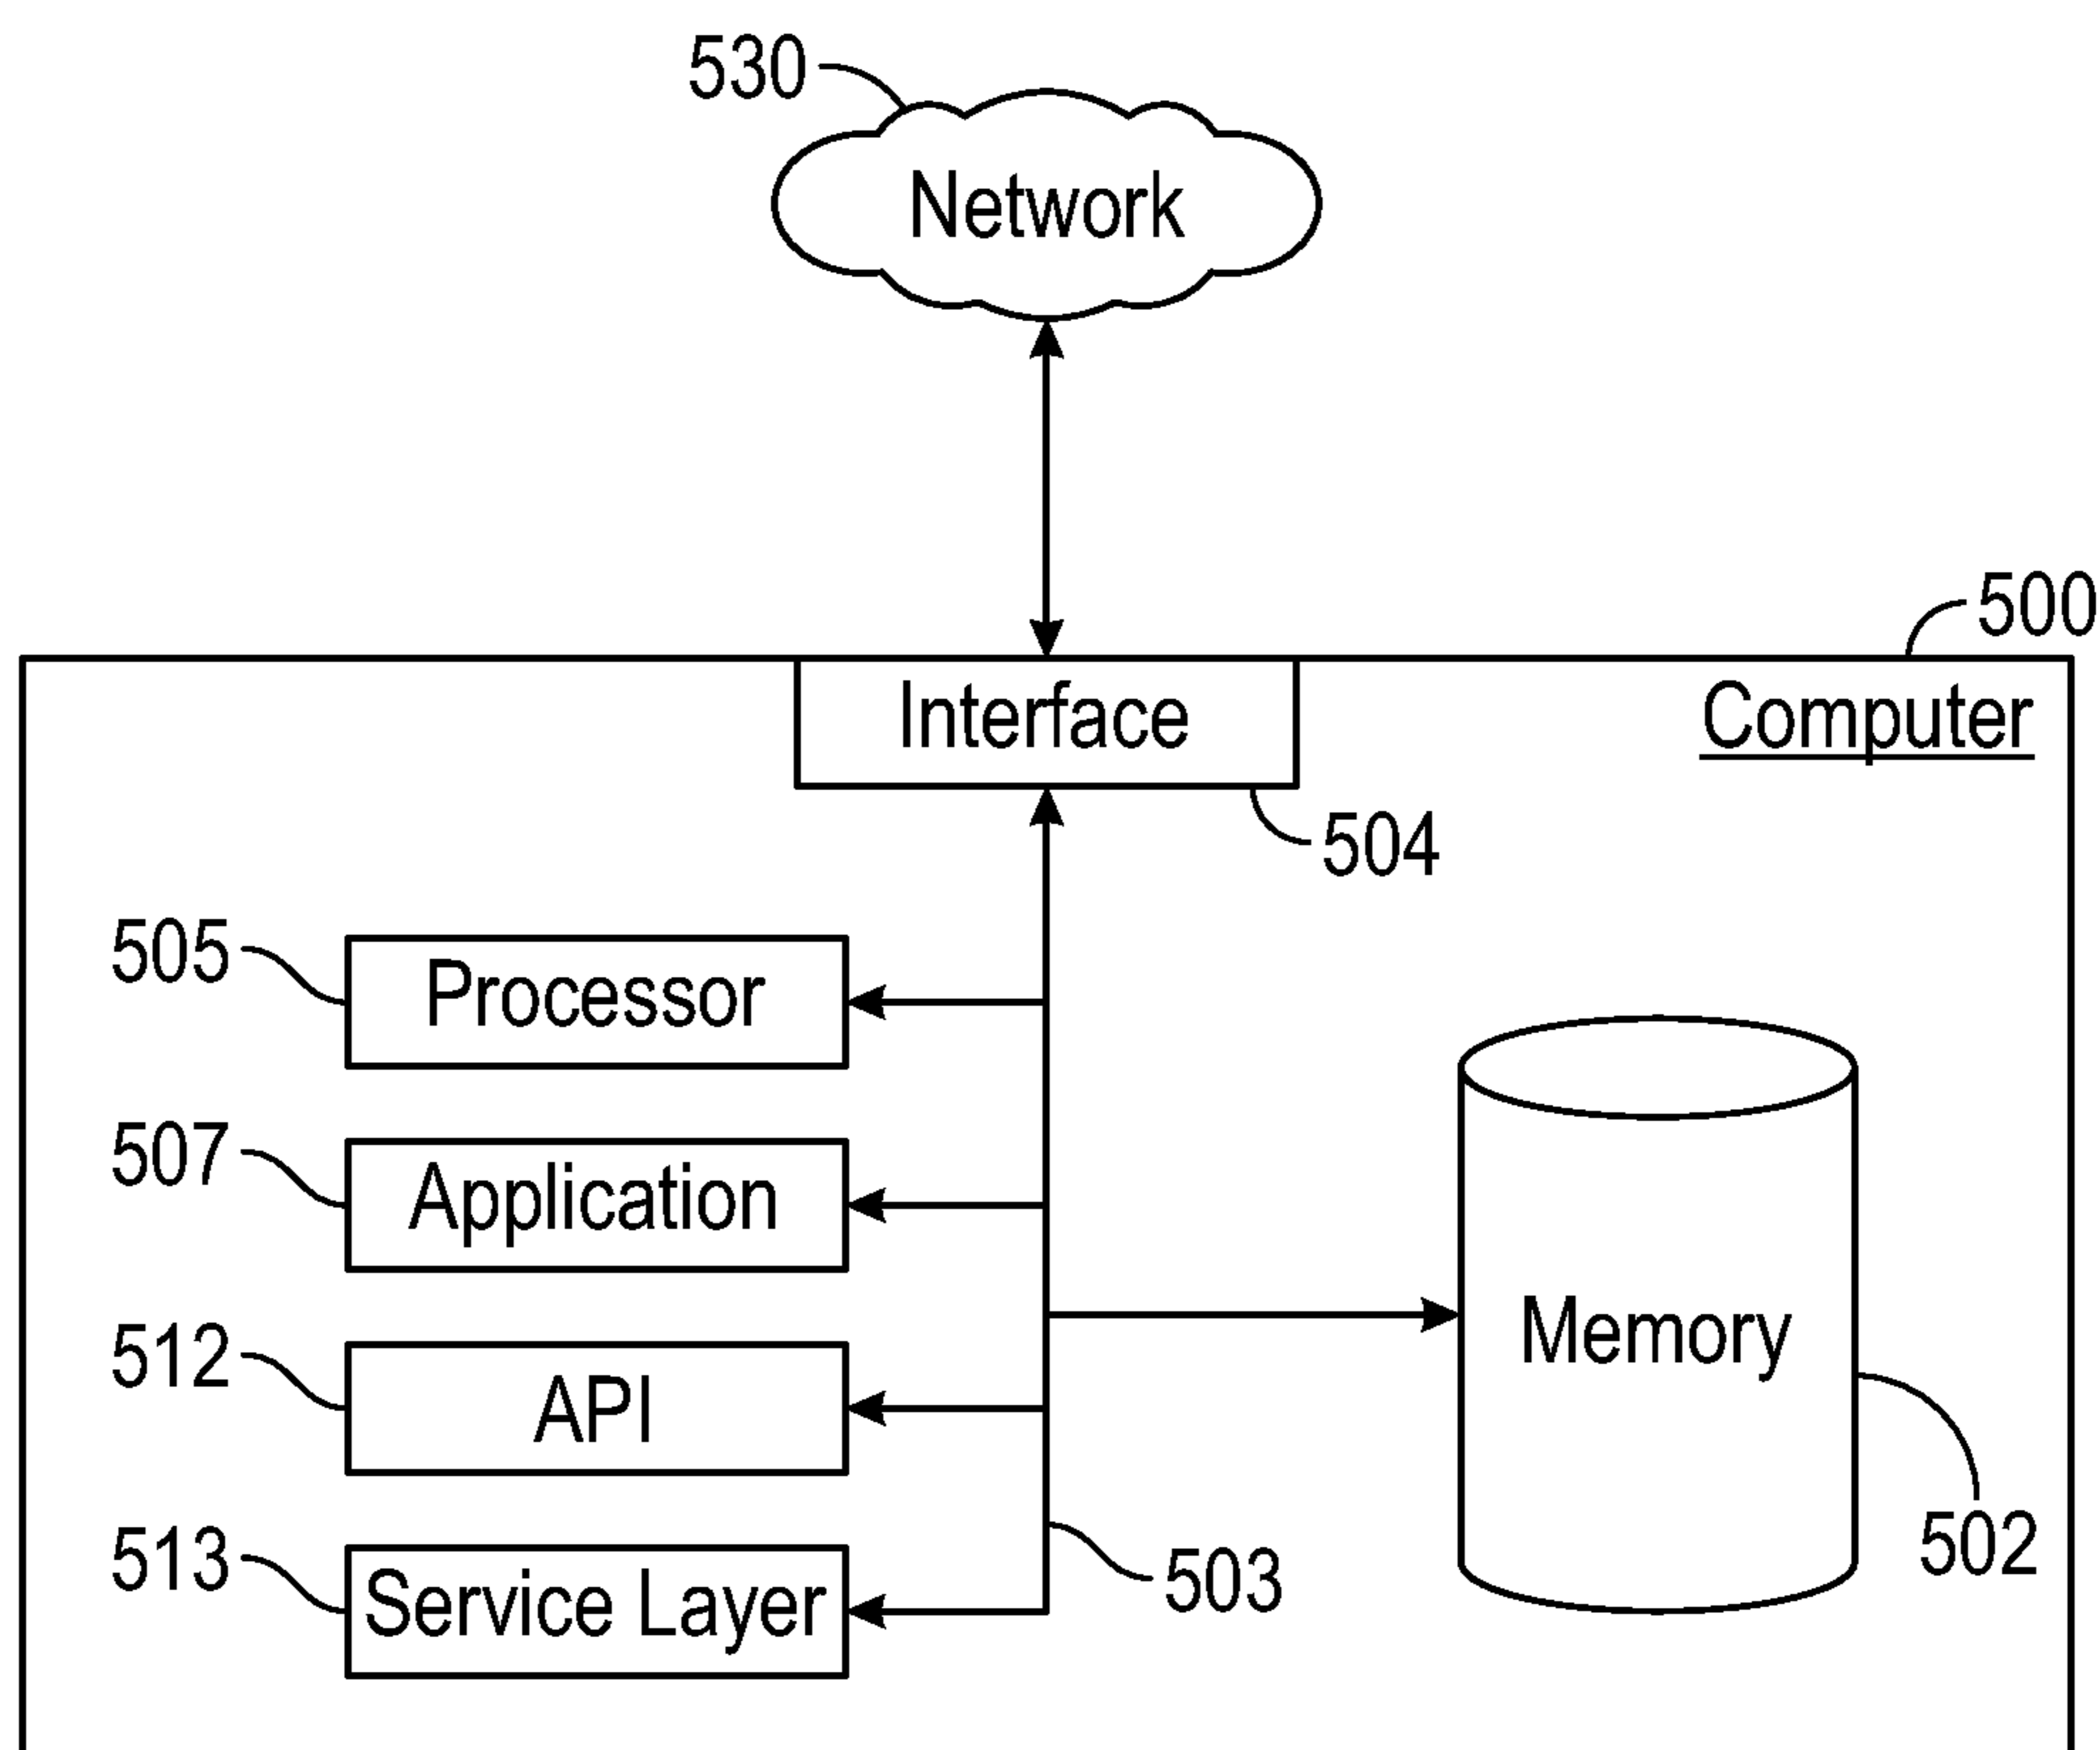 530
Network
500
Interface
Computer
504
505
Processor
507
Application
512
API
Memory
513
Service Layer
503
502